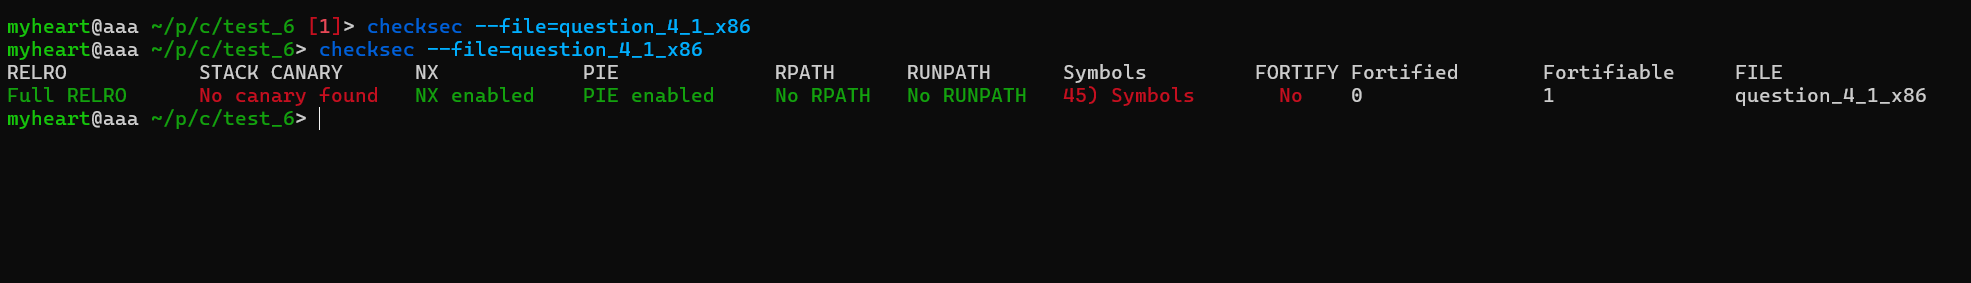 myheart@aaa ~/p/c/test_6 [1]> checksec --file=question_4_1_x86
myheart@aaa ~/p/c/test_6> checksec --file=question_4_1_x86
RELRO STACK CANARY NX PIE RPATH RUNPATH Symbols FORTIFY Fortified Fortifiable FILE
Full RELRO No canary found NX enabled PIE enabled No RPATH No RUNPATH 45) Symbols No 0 1 question_4_1_x86
myheart@aaa ~/p/c/test_6>